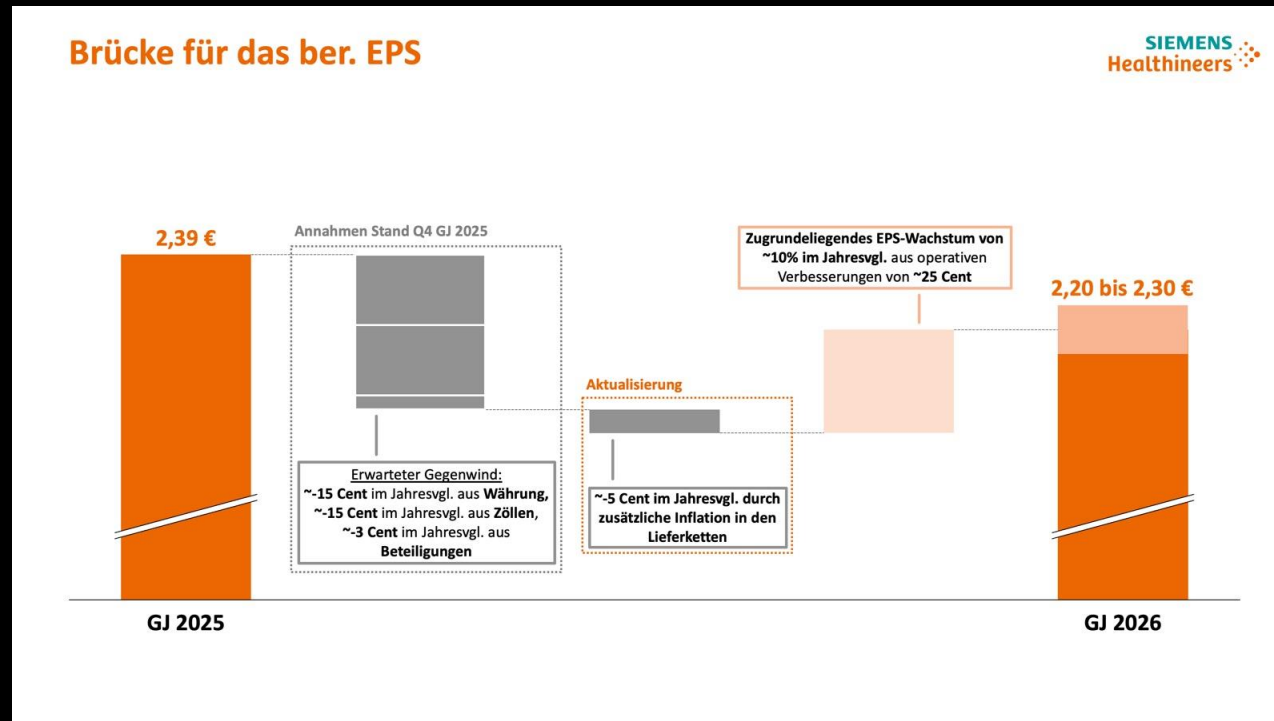 Brücke für das ber. EPS
SIEMENS
Healthineers
2,39 €
Annahmen Stand Q4 GJ 2025
Erwarteter Gegenwind:
~-15 Cent im Jahresvgl. aus Währung,
~-15 Cent im Jahresvgl. aus Zöllen,
~-3 Cent im Jahresvgl. aus
Beteiligungen
Aktualisierung
~-5 Cent im Jahresvgl. durch
zusätzliche Inflation in den
Lieferketten
Zugrundeliegendes EPS-Wachstum von
~10% im Jahresvgl. aus operativen
Verbesserungen von ~25 Cent
2,20 bis 2,30 €
GJ 2025
GJ 2026